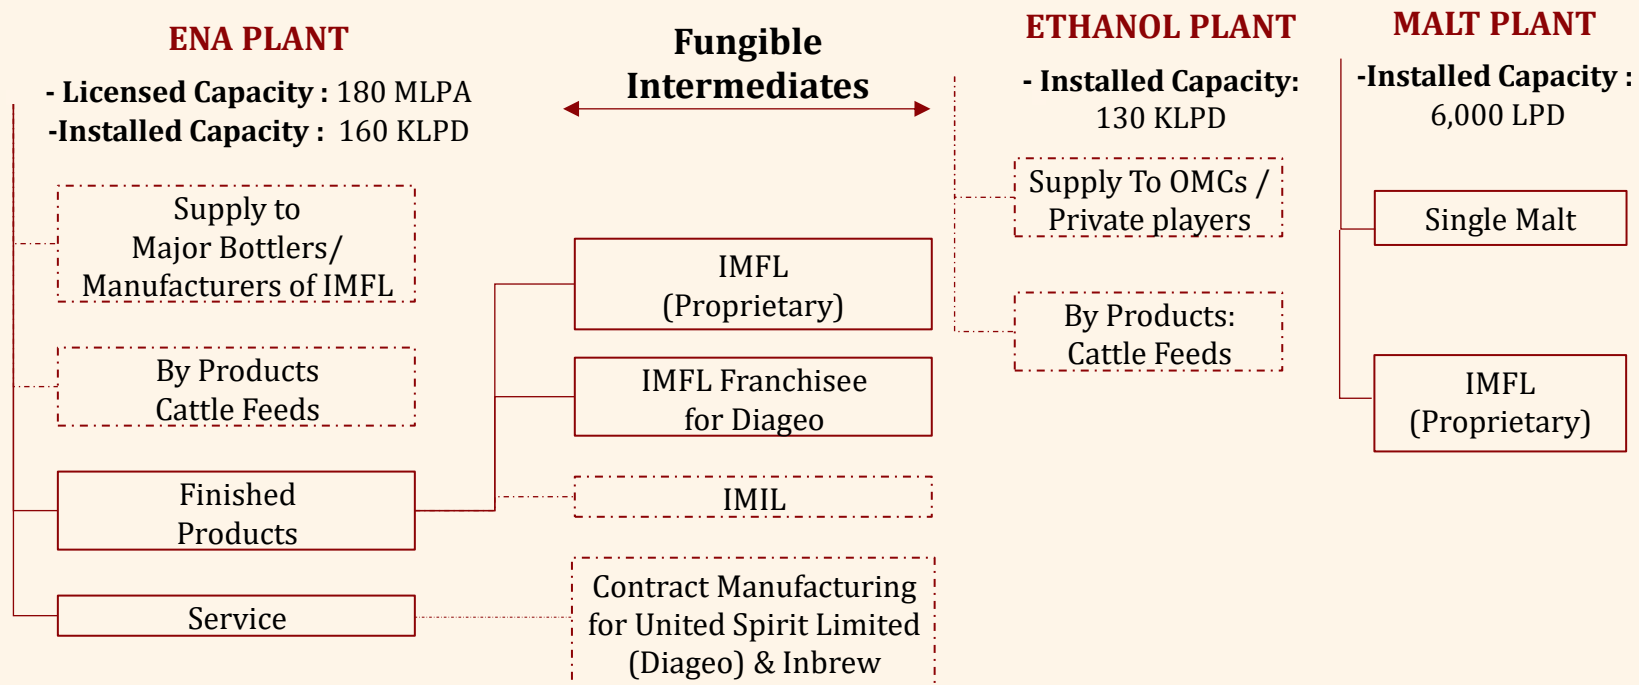 ENA PLANT
- Licensed Capacity : 180 MLPA
-Installed Capacity : 160 KLPD
Supply to
Major Bottlers/
Manufacturers of IMFL
By Products
Cattle Feeds
Finished
Products
Service
Fungible
Intermediates
IMFL
(Proprietary)
IMFL Franchisee
for Diageo
IMIL
Contract Manufacturing
for United Spirit Limited
(Diageo) & Inbrew
ETHANOL PLANT
- Installed Capacity:
130 KLPD
Supply To OMCs /
Private players
By Products:
Cattle Feeds
MALT PLANT
-Installed Capacity :
6,000 LPD
Single Malt
IMFL
(Proprietary)